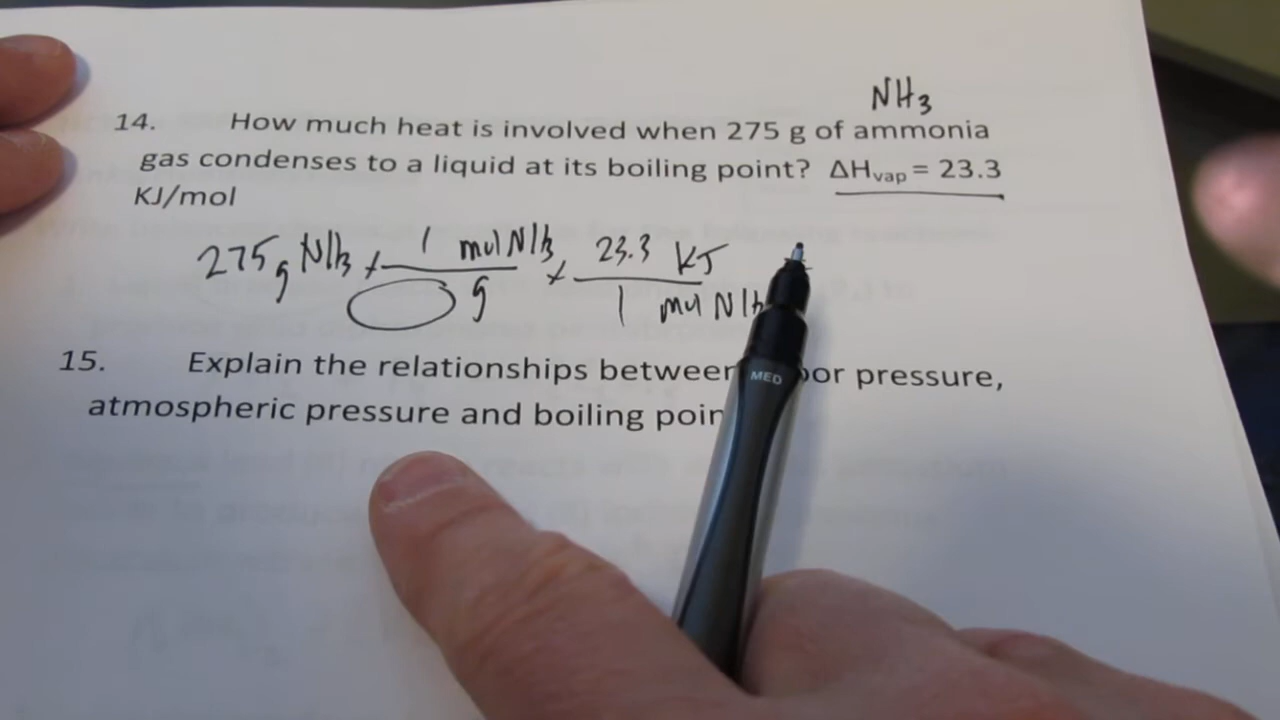 NH3
14. How much heat is involved when 275 g of ammonia
gas condenses to a liquid at its boiling point? ΔHvap = 23.3
KJ/mol
275 g NH3 x 1 mol NH3 x 23.3 kJ
g 1 mol NH
15. Explain the relationships between por pressure,
atmospheric pressure and boiling poin
MED